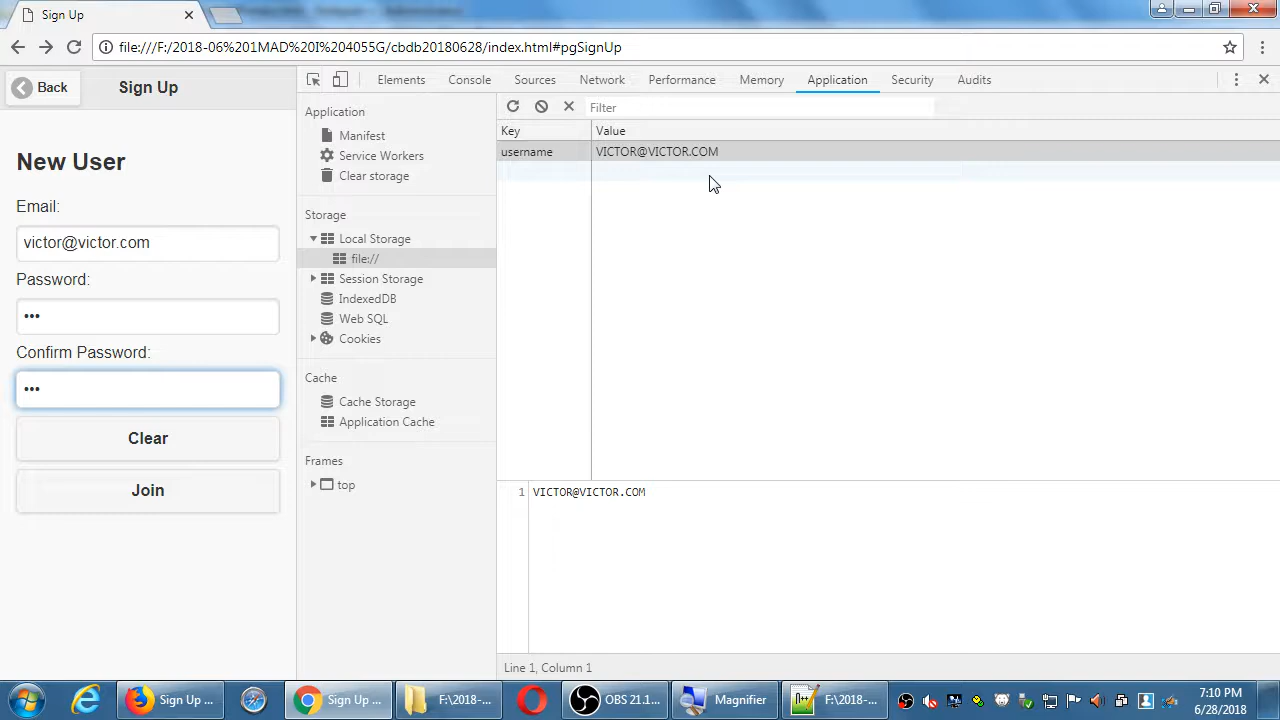 Sign Up
file:///F:/2018-06%201MAD%20I%204055G/cbdb20180628/index.html#pgSignUp
Back
Sign Up
Elements Console Sources Network Performance Memory Application Security Audits
New User
Email:
victor@victor.com
Password:
•••
Confirm Password:
•••
Clear
Join
Application
Manifest
Service Workers
Clear storage
Storage
Local Storage
file://
Session Storage
IndexedDB
Web SQL
Cookies
Cache
Cache Storage
Application Cache
Frames
top
Filter
Key Value
username VICTOR@VICTOR.COM
1 VICTOR@VICTOR.COM
Line 1, Column 1
Sign Up ... Sign Up ... F:\2018-... OBS 21.1... Magnifier F:\2018-...
7:10 PM
6/28/2018